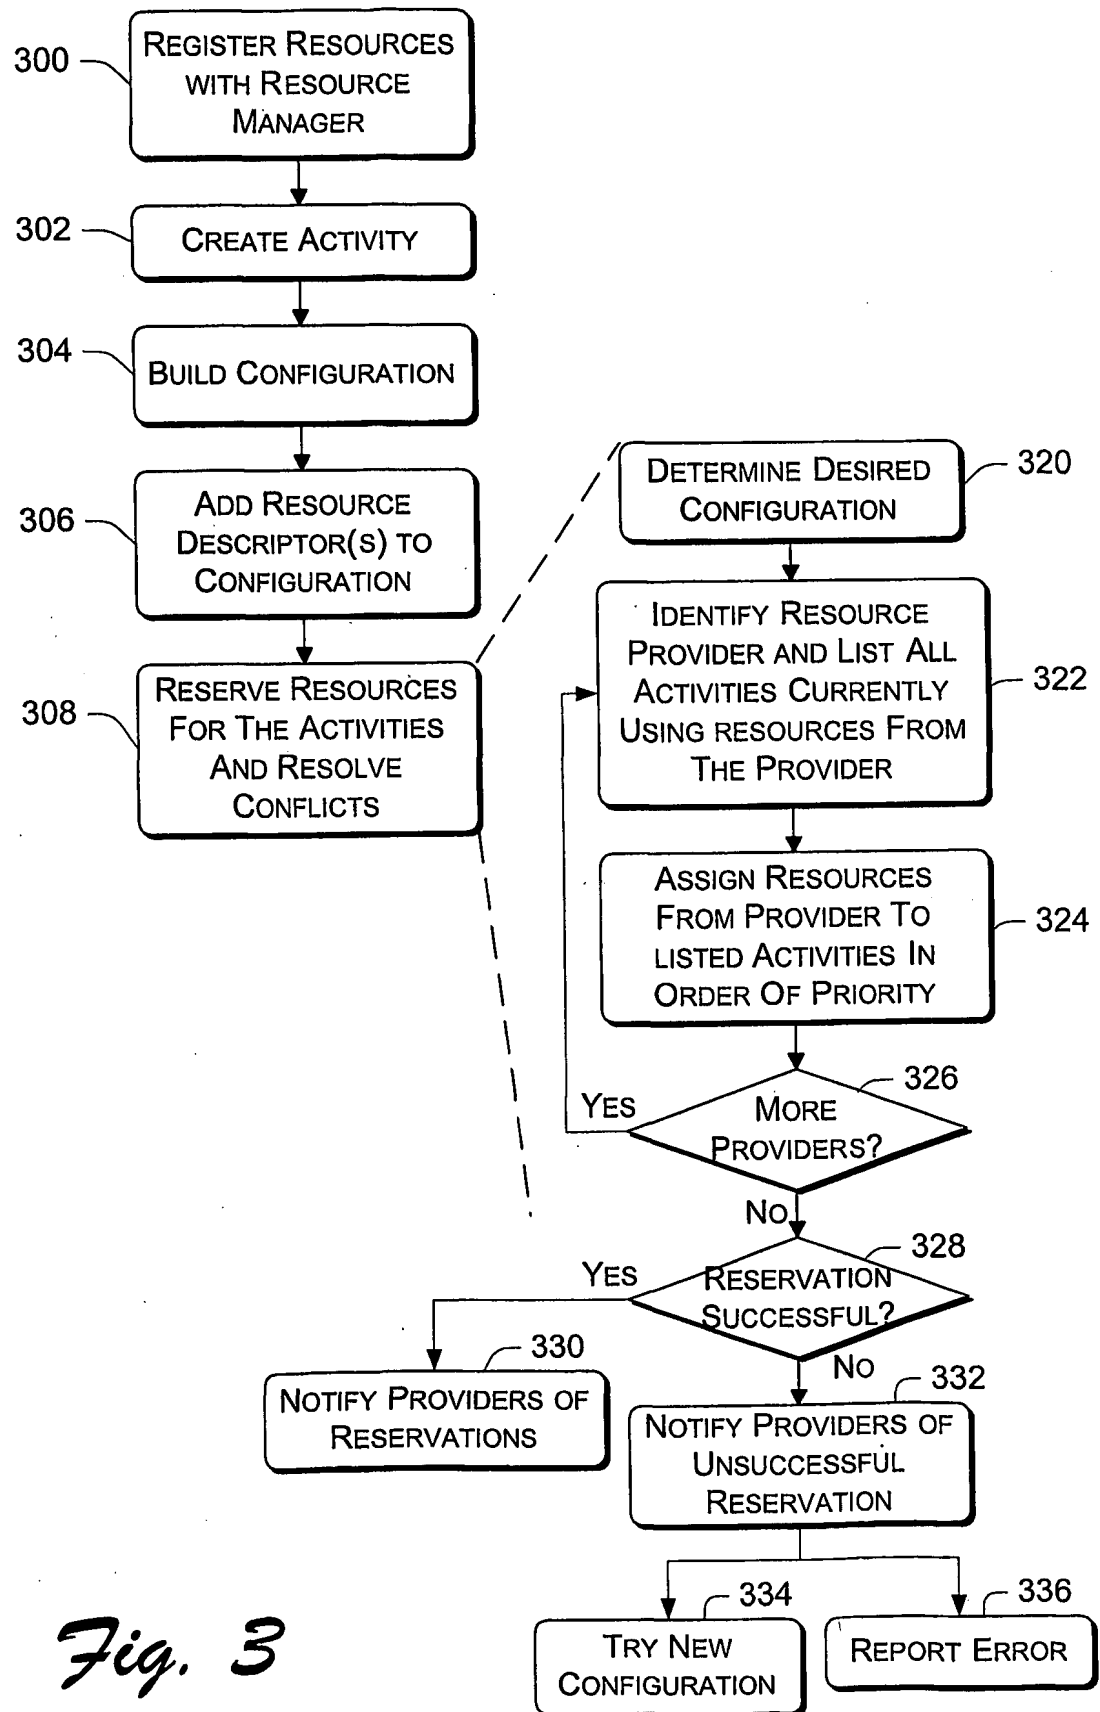 300
REGISTER RESOURCES
WITH RESOURCE
MANAGER
302
CREATE ACTIVITY
304
BUILD CONFIGURATION
306
ADD RESOURCE
DESCRIPTOR(S) TO
CONFIGURATION
308
RESERVE RESOURCES
FOR THE ACTIVITIES
AND RESOLVE
CONFLICTS
DETERMINE DESIRED
CONFIGURATION
320
IDENTIFY RESOURCE
PROVIDER AND LIST ALL
ACTIVITIES CURRENTLY
USING RESOURCES FROM
THE PROVIDER
322
ASSIGN RESOURCES
FROM PROVIDER TO
LISTED ACTIVITIES IN
ORDER OF PRIORITY
324
326
YES
MORE
PROVIDERS?
NO
328
YES
RESERVATION
SUCCESSFUL?
NO
330
NOTIFY PROVIDERS OF
RESERVATIONS
332
NOTIFY PROVIDERS OF
UNSUCCESSFUL
RESERVATION
334
TRY NEW
CONFIGURATION
336
REPORT ERROR
Fig. 3